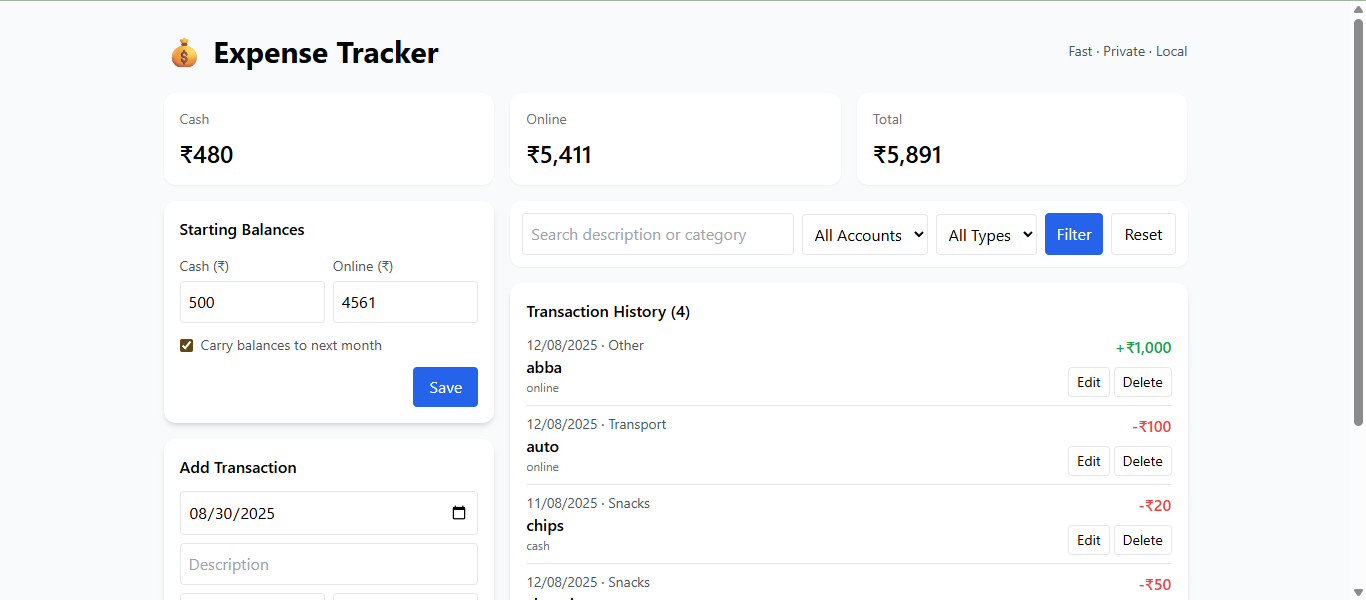 Expense Tracker
Fast · Private · Local
Cash
₹480
Online
₹5,411
Total
₹5,891
Starting Balances
Cash (₹)
Online (₹)
500
4561
Carry balances to next month
Save
Add Transaction
08/30/2025
Description
Search description or category
All Accounts
All Types
Filter
Reset
Transaction History (4)
12/08/2025 · Other
+₹1,000
abba
online
Edit
Delete
12/08/2025 · Transport
-₹100
auto
online
Edit
Delete
11/08/2025 · Snacks
-₹20
chips
cash
Edit
Delete
12/08/2025 · Snacks
-₹50